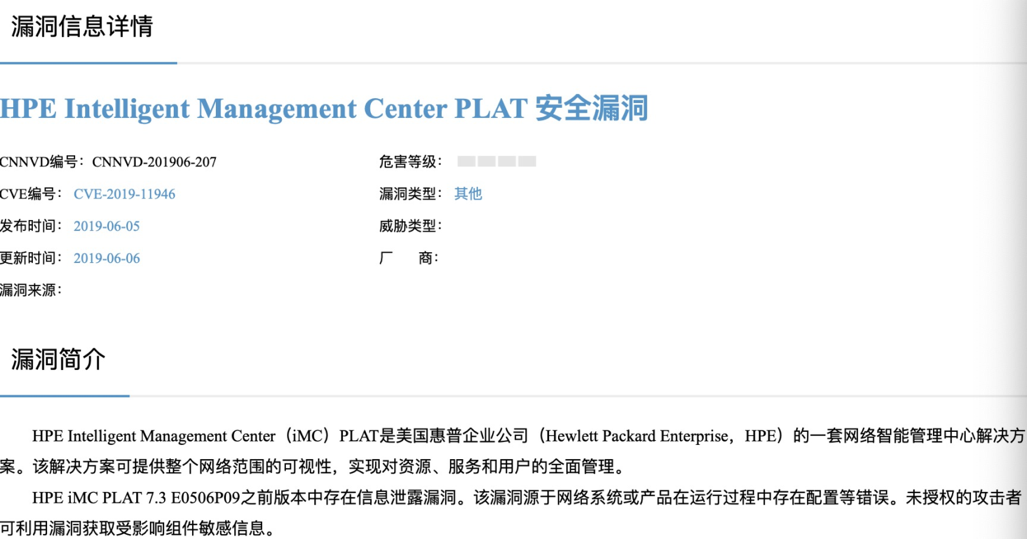 漏洞信息详情
HPE Intelligent Management Center PLAT 安全漏洞
CNNVD编号：CNNVD-201906-207
危害等级：
CVE编号： CVE-2019-11946
漏洞类型： 其他
发布时间： 2019-06-05
威胁类型：
更新时间： 2019-06-06
厂 商：
漏洞来源：
漏洞简介
HPE Intelligent Management Center（iMC）PLAT是美国惠普企业公司（Hewlett Packard Enterprise，HPE）的一套网络智能管理中心解决方
案。该解决方案可提供整个网络范围的可视性，实现对资源、服务和用户的全面管理。
HPE iMC PLAT 7.3 E0506P09之前版本中存在信息泄露漏洞。该漏洞源于网络系统或产品在运行过程中存在配置等错误。未授权的攻击者
可利用漏洞获取受影响组件敏感信息。